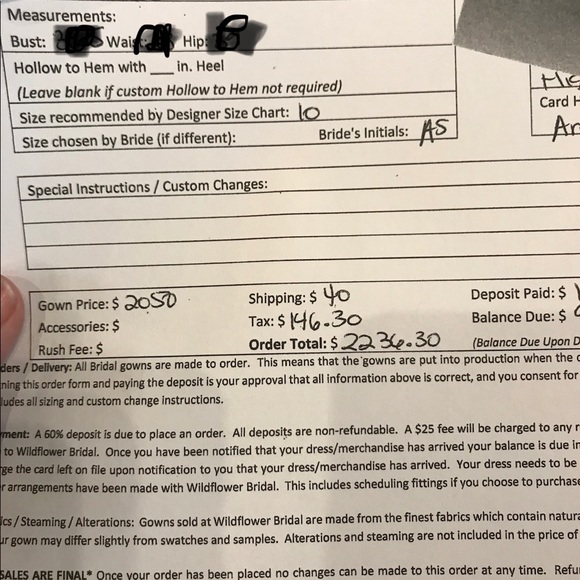 Measurements:
Bust: Waist: Hip:
Hollow to Hem with ___ in. Heel
(Leave blank if custom Hollow to Hem not required)
Size recommended by Designer Size Chart: 10
Size chosen by Bride (if different): Bride's Initials: AS
Card H
Ar
Special Instructions / Custom Changes:
Gown Price: $ 2050 Shipping: $ 40 Deposit Paid: $
Accessories: $ Tax: $ 146.30 Balance Due: $
Rush Fee: $ Order Total: $ 2236.30 (Balance Due Upon D
ders / Delivery: All Bridal gowns are made to order. This means that the gowns are put into production when the
ning this order form and paying the deposit is your approval that all information above is correct, and you consent for
ludes all sizing and custom change instructions.
ment: A 60% deposit is due to place an order. All deposits are non-refundable. A $25 fee will be charged to any r
to Wildflower Bridal. Once you have been notified that your dress/merchandise has arrived your balance is due in
rge the card left on file upon notification to you that your dress/merchandise has arrived. Your dress needs to be
r arrangements have been made with Wildflower Bridal. This includes scheduling fittings if you choose to purchase
ics / Steaming / Alterations: Gowns sold at Wildflower Bridal are made from the finest fabrics which contain natura
ur gown may differ slightly from swatches and samples. Alterations and steaming are not included in the price of
SALES ARE FINAL* Once your order has been placed no changes can be made to this order at any time. Refu